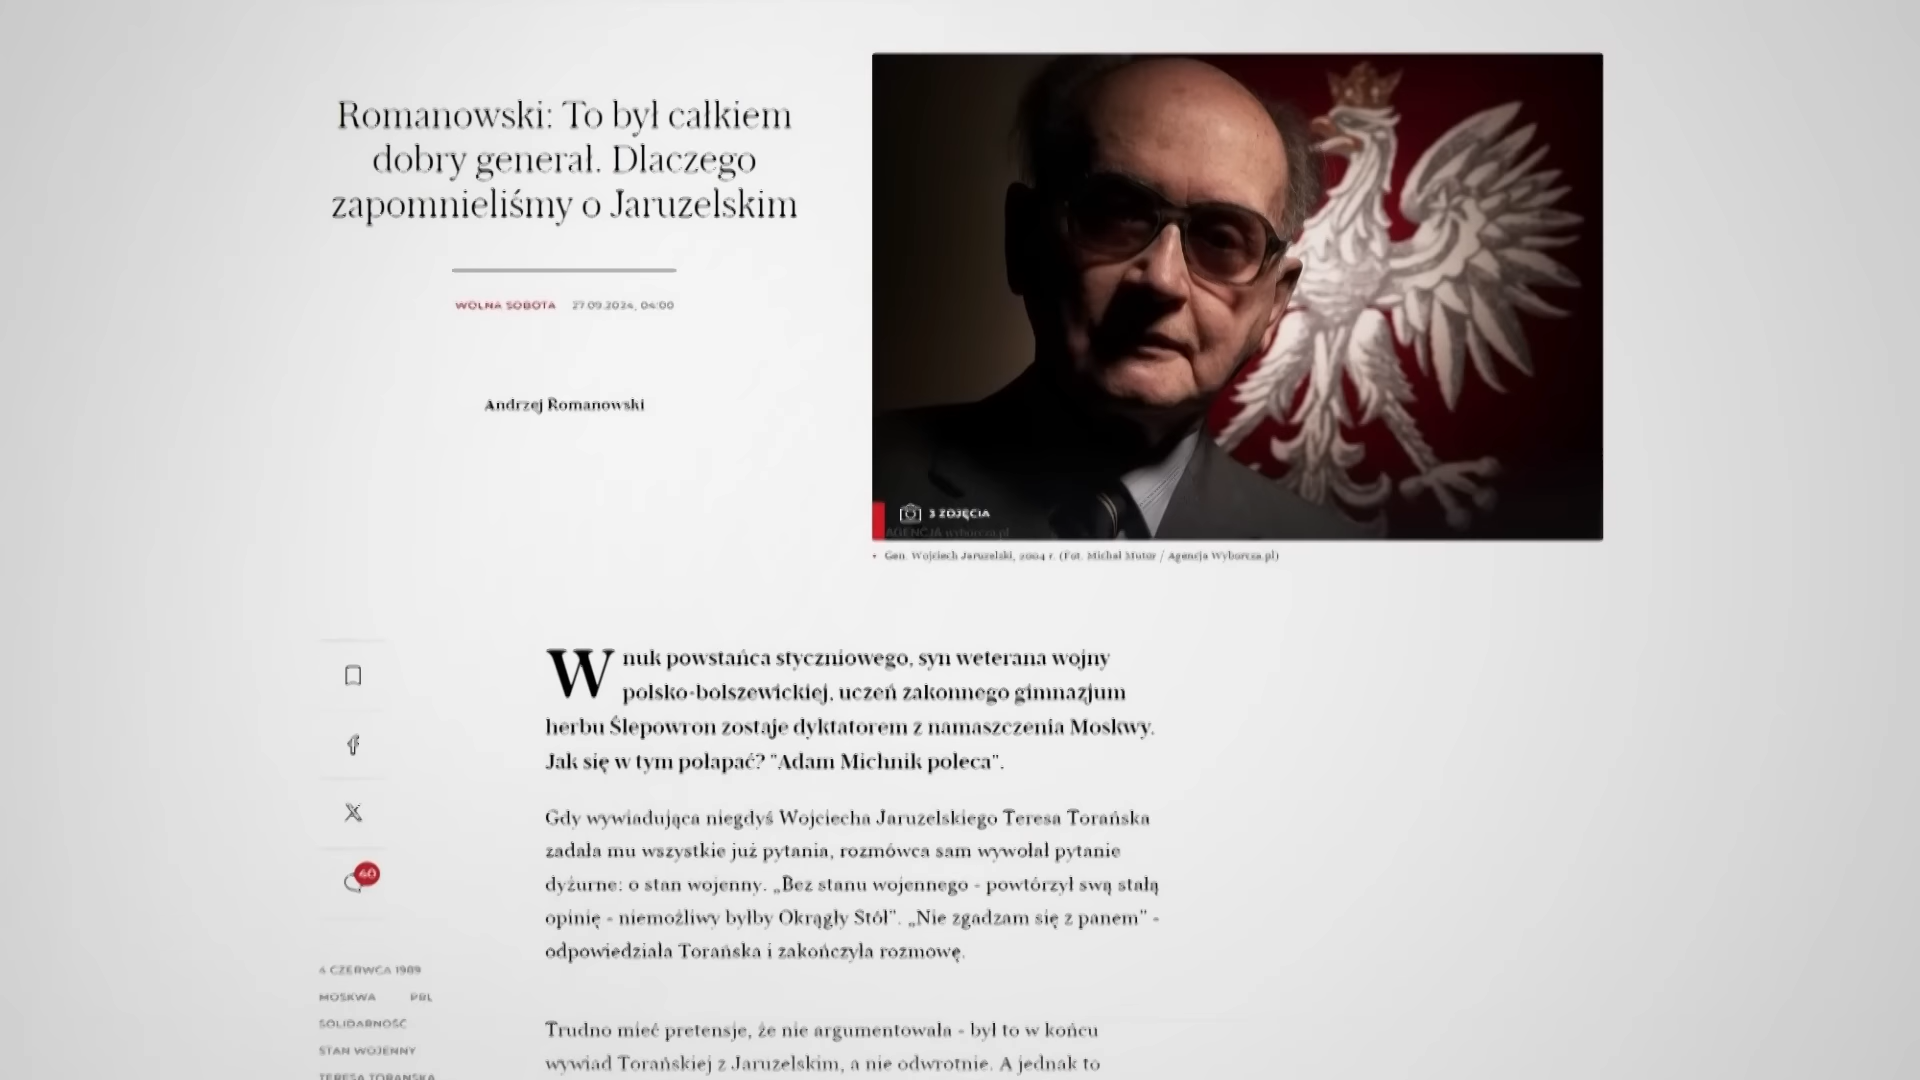 Romanowski: To był całkiem
dobry generał. Dlaczego
zapomnieliśmy o Jaruzelskim
WOLNA SOBOTA 27.09.2024, 04:00
Andrzej Romanowski
3 ZDJĘCIA
AGENCJA wyborcza.pl
• Gen. Wojciech Jaruzelski, 2004 r. (Fot. Michał Mutor / Agencja Wyborcza.pl)
Wnuk powstańca styczniowego, syn weterana wojny
polsko-bolszewickiej, uczeń zakonnego gimnazjum
herbu Ślepowron zostaje dyktatorem z namaszczenia Moskwy.
Jak się w tym połapać? "Adam Michnik poleca".
Gdy wywiadująca niegdyś Wojciecha Jaruzelskiego Teresa Torańska
zadała mu wszystkie już pytania, rozmówca sam wywołał pytanie
dyżurne: o stan wojenny. „Bez stanu wojennego - powtórzył swą stałą
opinię - niemożliwy byłby Okrągły Stół". „Nie zgadzam się z panem" -
odpowiedziała Torańska i zakończyła rozmowę.
60
4 CZERWCA 1989
MOSKWA PRL
SOLIDARNOŚĆ
STAN WOJENNY
TERESA TORAŃSKA
Trudno mieć pretensje, że nie argumentowała - był to w końcu
wywiad Torańskiej z Jaruzelskim, a nie odwrotnie. A jednak to